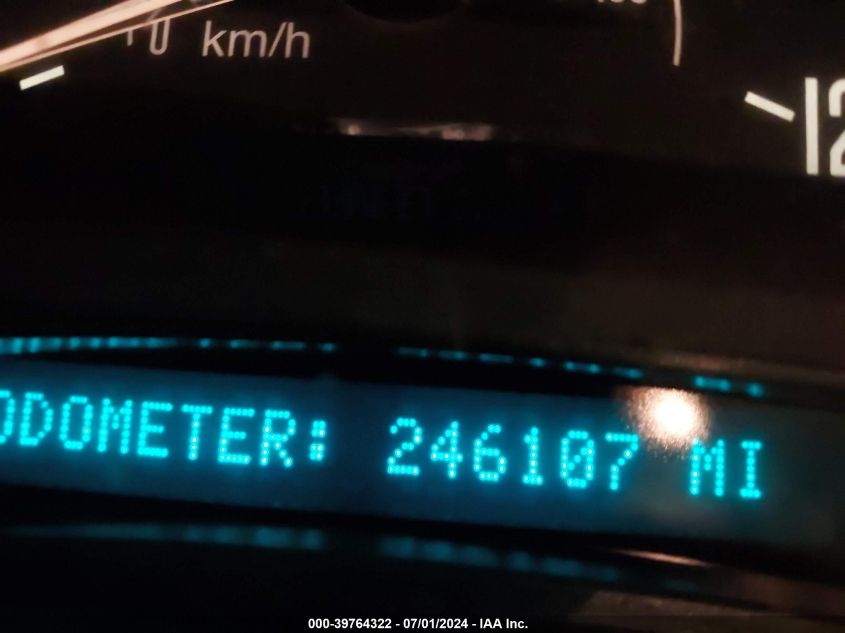 km/h
ODOMETER: 246107 MI
000-39764322 - 07/01/2024 - IAA Inc.